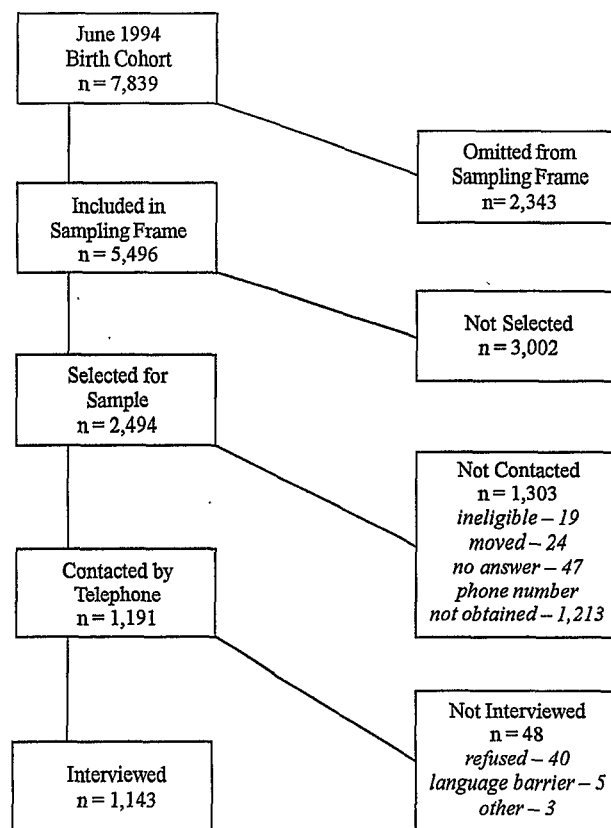 June 1994
Birth Cohort
n = 7,839
Omitted from
Sampling Frame
n= 2,343
Included in
Sampling Frame
n = 5,496
Not Selected
n = 3,002
Selected for
Sample
n = 2,494
Not Contacted
n = 1,303
ineligible – 19
moved – 24
no answer – 47
phone number
not obtained – 1,213
Contacted by
Telephone
n = 1,191
Not Interviewed
n = 48
refused – 40
language barrier – 5
other – 3
Interviewed
n = 1,143